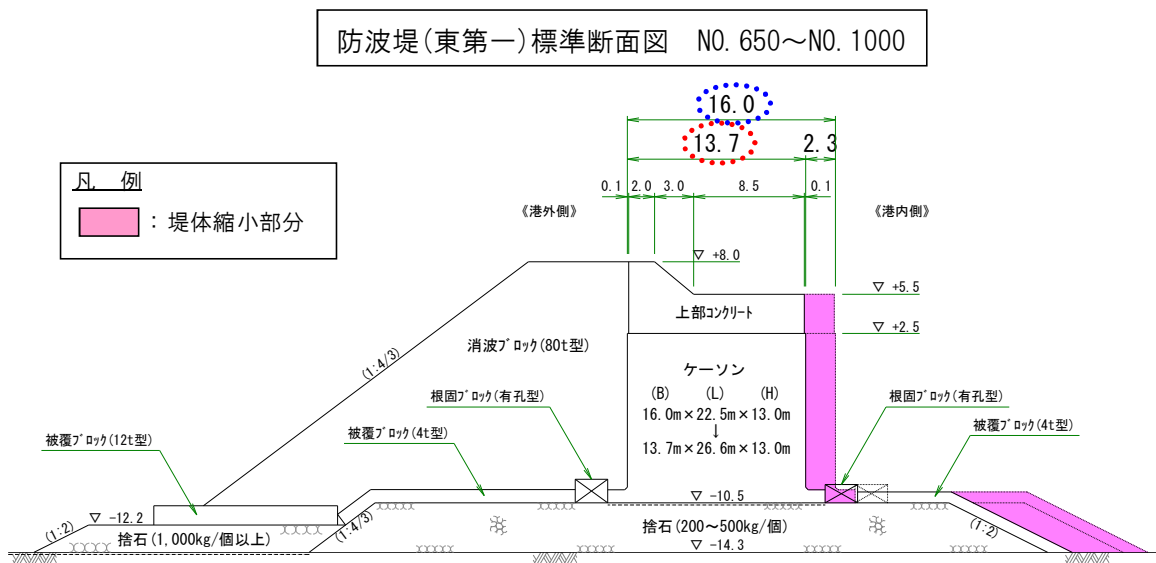 防波堤(東第一)標準断面図　NO.650～NO.1000
16.0
13.7
2.3
凡　例
：堤体縮小部分
0.1
2.0
3.0
8.5
0.1
《港外側》
《港内側》
▽ +8.0
▽ +5.5
上部コンクリート
▽ +2.5
消波ブロック(80t型)
(1:4/3)
ケーソン
(B)　(L)　(H)
16.0m×22.5m×13.0m
↓
13.7m×26.6m×13.0m
根固ブロック(有孔型)
根固ブロック(有孔型)
被覆ブロック(12t型)
被覆ブロック(4t型)
被覆ブロック(4t型)
▽ -10.5
▽ -12.2
(1:2)
捨石(1,000kg/個以上)
(1:4/3)
捨石(200～500kg/個)
(1:2)
▽ -14.3